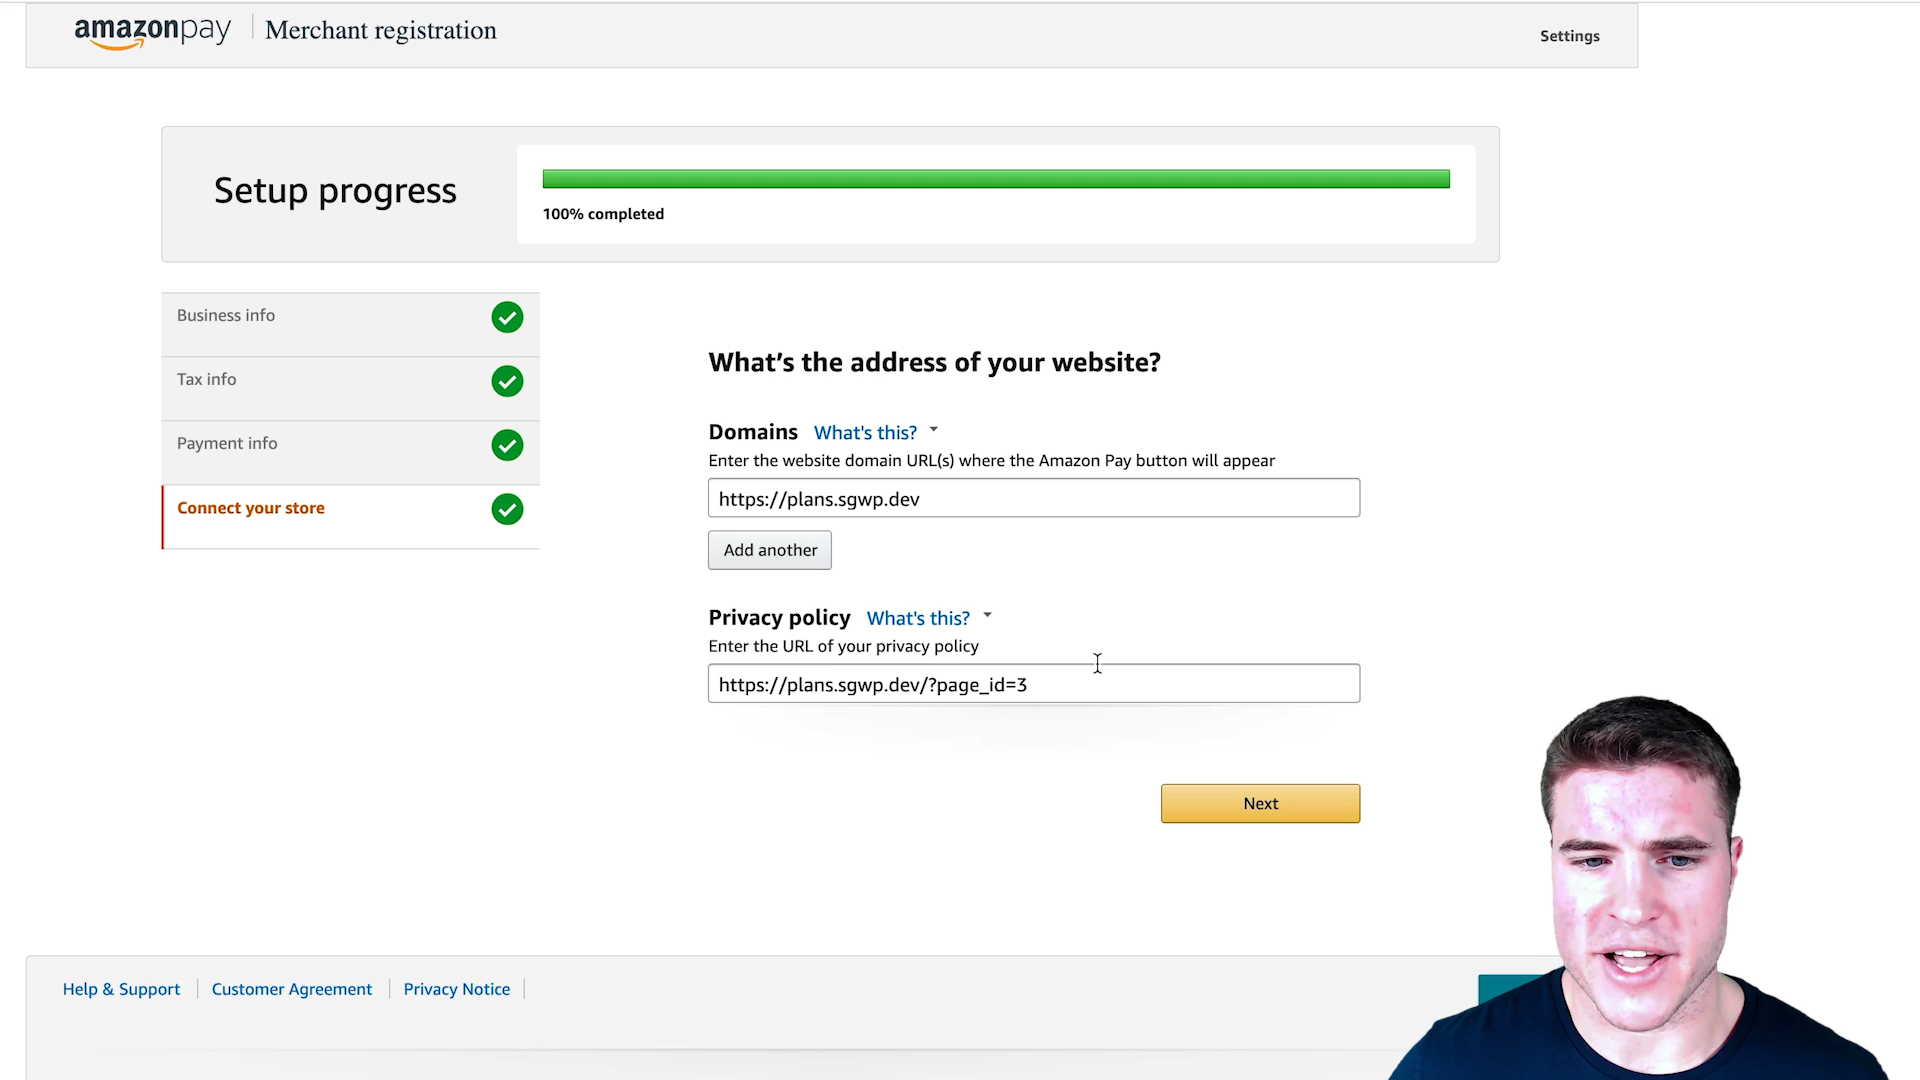 amazonpay
Merchant registration
Settings
Setup progress
100% completed
Business info
Tax info
Payment info
Connect your store
What's the address of your website?
Domains What's this?
Enter the website domain URL(s) where the Amazon Pay button will appear
https://plans.sgwp.dev
Add another
Privacy policy What's this?
Enter the URL of your privacy policy
https://plans.sgwp.dev/?page_id=3
Next
Help & Support
Customer Agreement
Privacy Notice